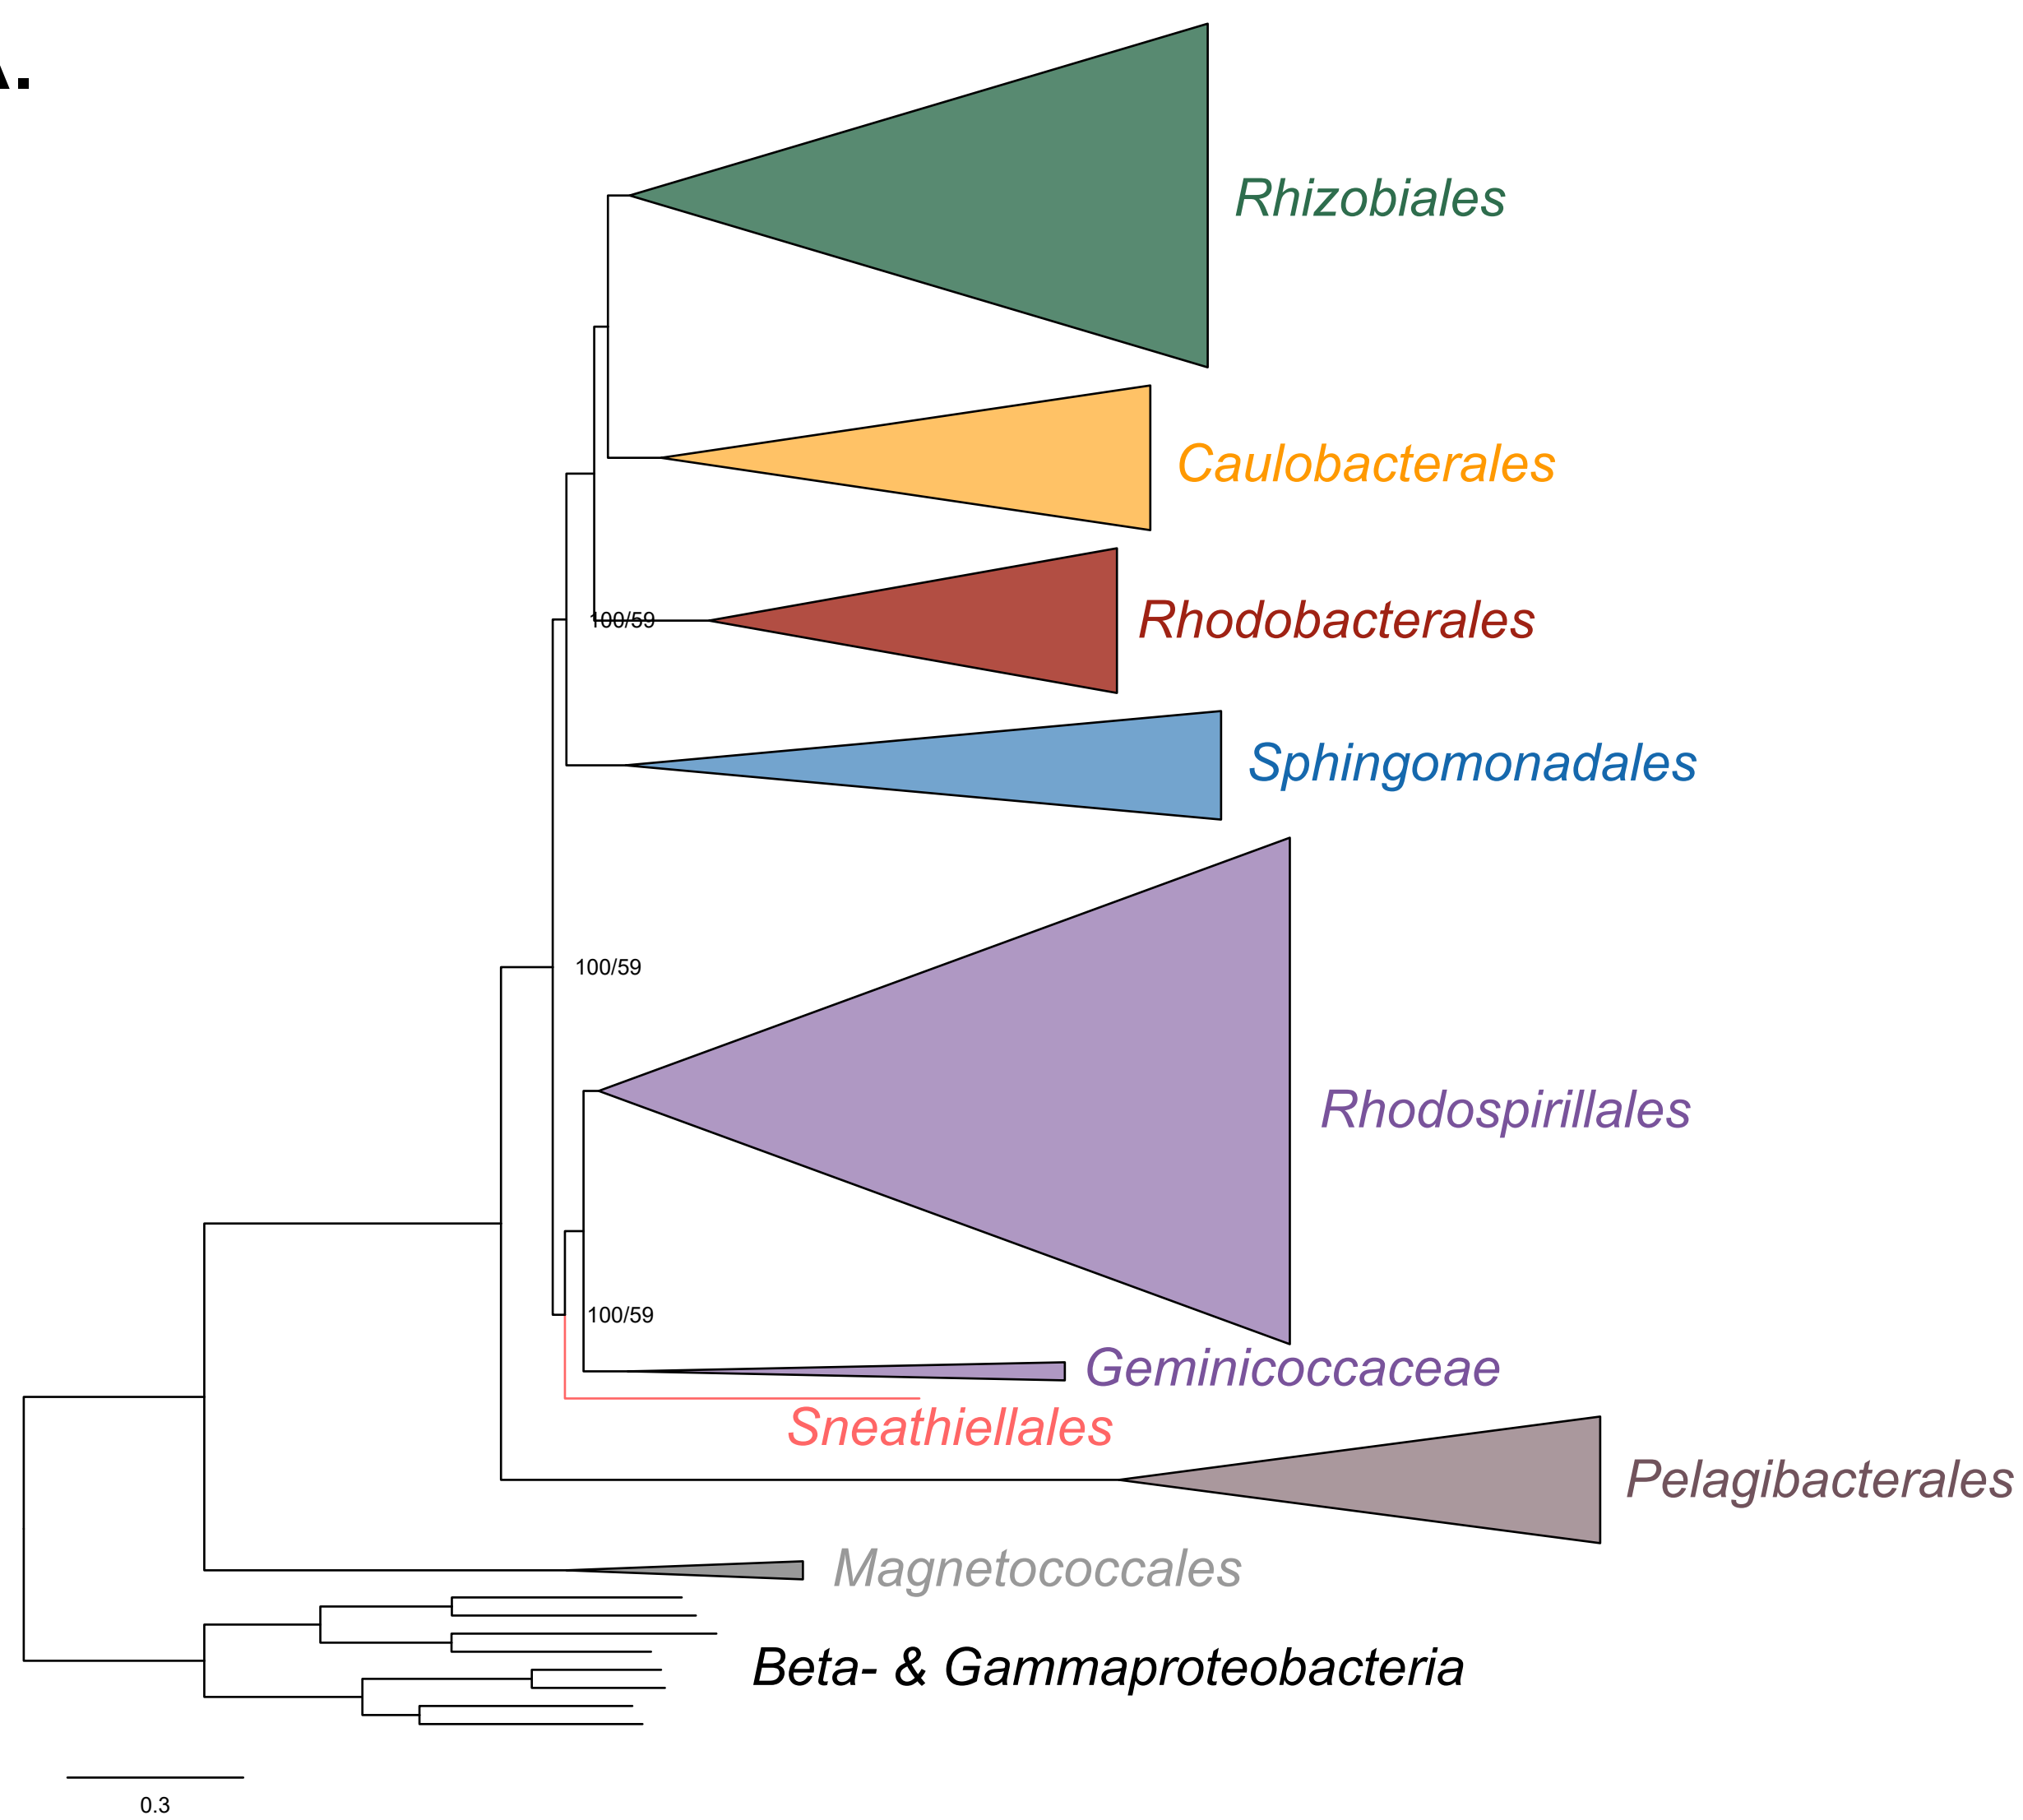 Rhizobiales
Caulobacterales
100/59
Rhodobacterales
Sphingomonadales
100/59
Rhodospirillales
100/59
Geminicoccaceae
Sneathiellales
Pelagibacterales
Magnetococcales
Beta- & Gammaproteobacteria
0.3